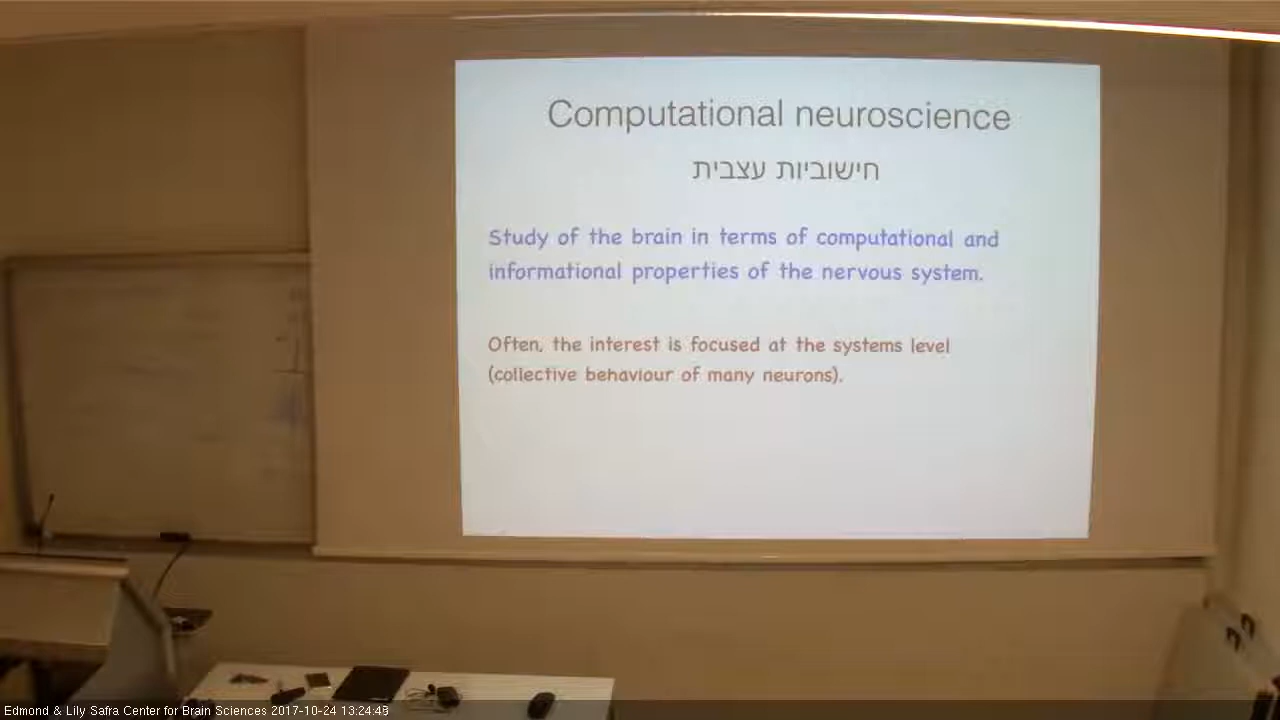 Computational neuroscience
חישוביות עצבית
Study of the brain in terms of computational and
informational properties of the nervous system.
Often, the interest is focused at the systems level
(collective behaviour of many neurons).
Edmond & Lily Safra Center for Brain Sciences 2017-10-24 13:24:48